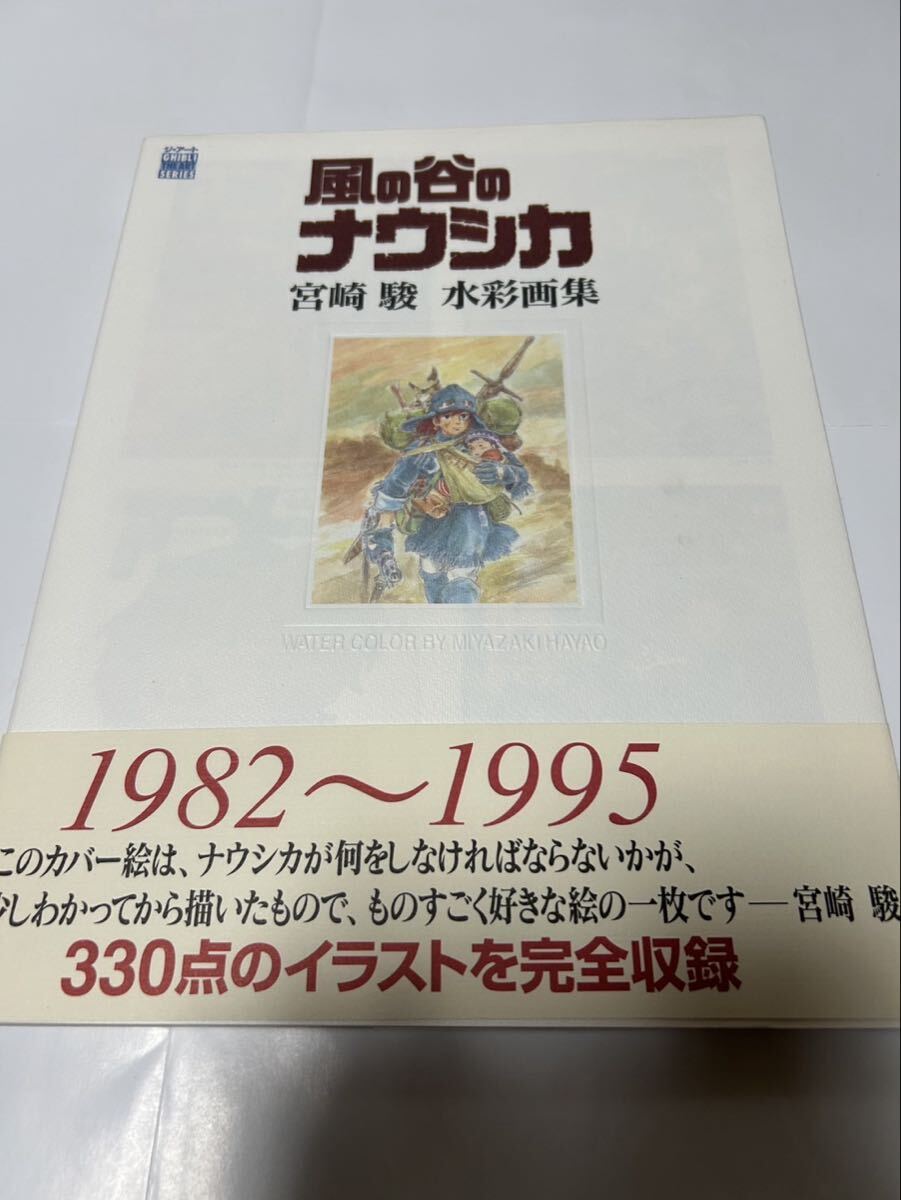 ジ・アート
GHIBLI
THE ART
SERIES
風の谷の
ナウシカ
宮崎 駿 水彩画集
WATER COLOR BY MIYAZAKI HAYAO
1982〜1995
このカバー絵は、ナウシカが何をしなければならないかが、
少しわかってから描いたもので、ものすごく好きな絵の一枚です—宮崎 駿
330点のイラストを完全収録